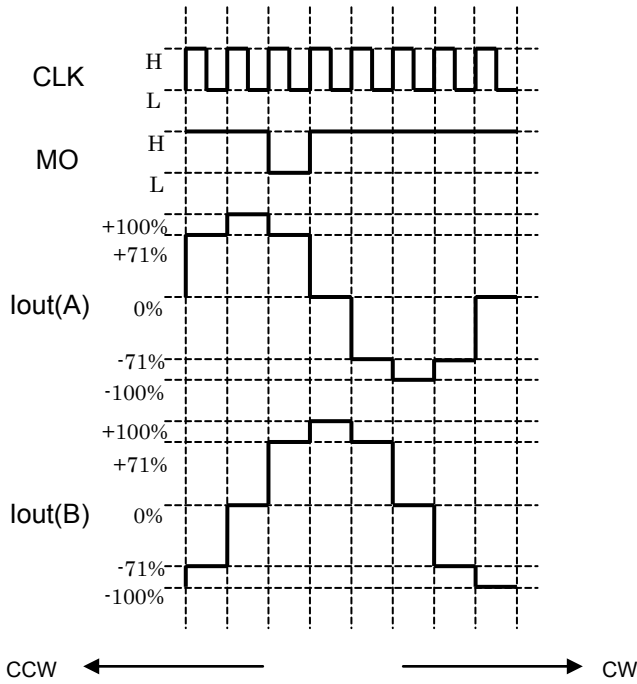 CLK
H
L
MO
H
L
Iout(A)
+100%
+71%
0%
-71%
-100%
Iout(B)
+100%
+71%
0%
-71%
-100%
CCW
CW